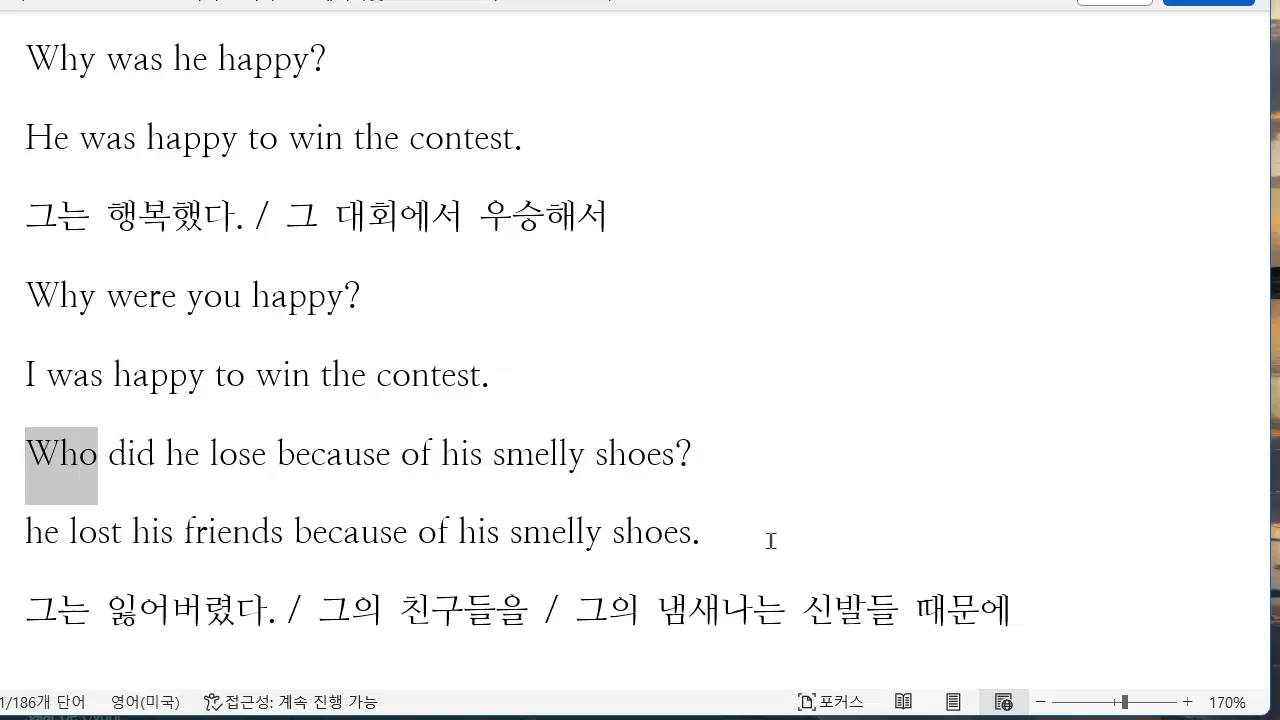 Why was he happy?
He was happy to win the contest.
그는 행복했다. / 그 대회에서 우승해서
Why were you happy?
I was happy to win the contest.
Who did he lose because of his smelly shoes?
he lost his friends because of his smelly shoes.
그는 잃어버렸다. / 그의 친구들을 / 그의 냄새나는 신발들 때문에
1/186개 단어 영어(미국) 접근성: 계속 진행 가능 포커스 170%